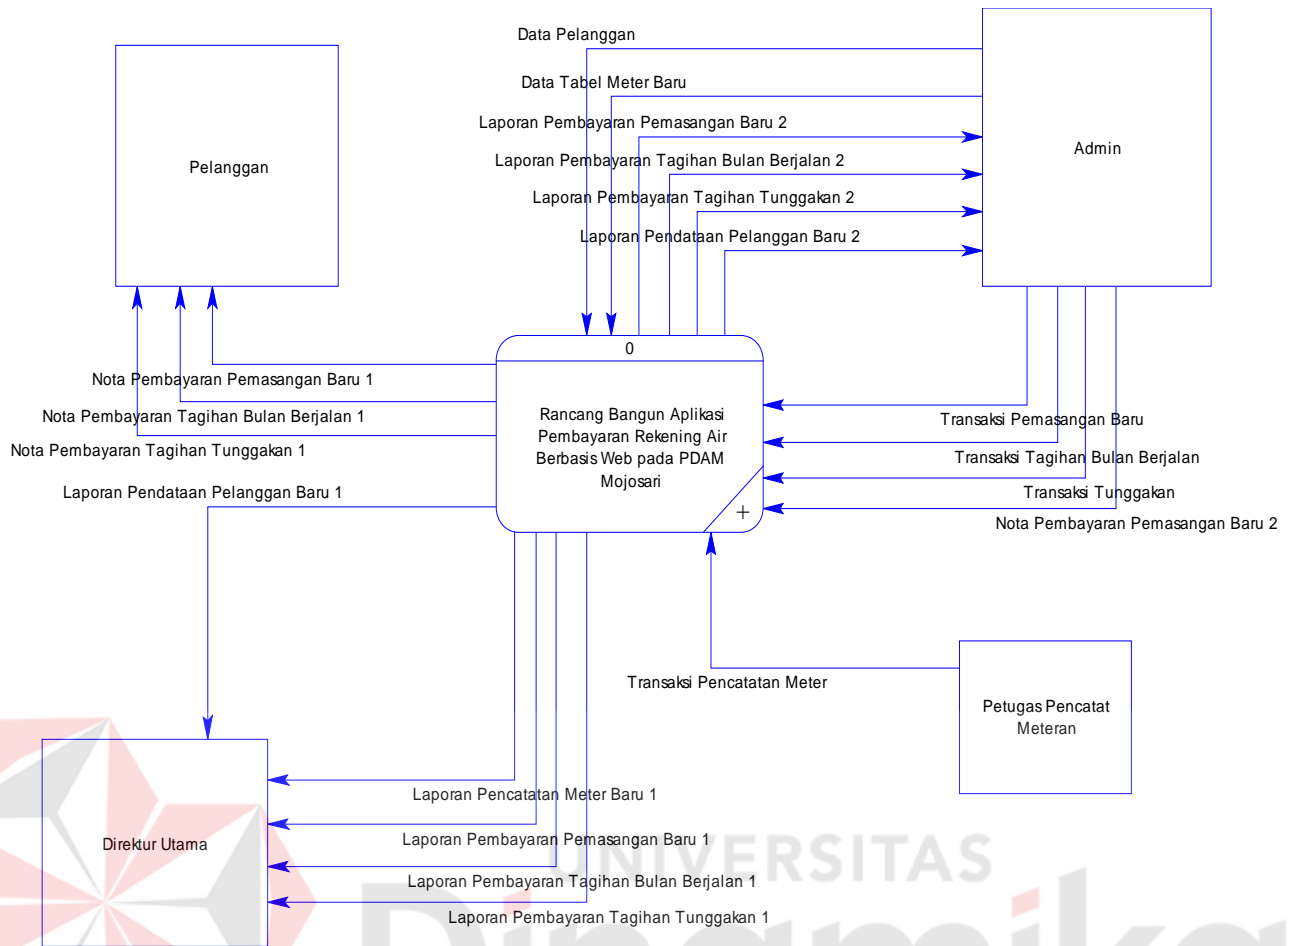 Data Pelanggan
Data Tabel Meter Baru
Laporan Pembayaran Pemasangan Baru 2
Laporan Pembayaran Tagihan Bulan Berjalan 2
Laporan Pembayaran Tagihan Tunggakan 2
Laporan Pendataan Pelanggan Baru 2
Pelanggan
Admin
0
Rancang Bangun Aplikasi
Pembayaran Rekening Air
Berbasis Web pada PDAM
Mojosari
+
Nota Pembayaran Pemasangan Baru 1
Nota Pembayaran Tagihan Bulan Berjalan 1
Nota Pembayaran Tagihan Tunggakan 1
Laporan Pendataan Pelanggan Baru 1
Transaksi Pemasangan Baru
Transaksi Tagihan Bulan Berjalan
Transaksi Tunggakan
Nota Pembayaran Pemasangan Baru 2
Transaksi Pencatatan Meter
Petugas Pencatat
Meteran
Direktur Utama
Laporan Pencatatan Meter Baru 1
Laporan Pembayaran Pemasangan Baru 1
Laporan Pembayaran Tagihan Bulan Berjalan 1
Laporan Pembayaran Tagihan Tunggakan 1
UNIVERSITAS
Dinamika